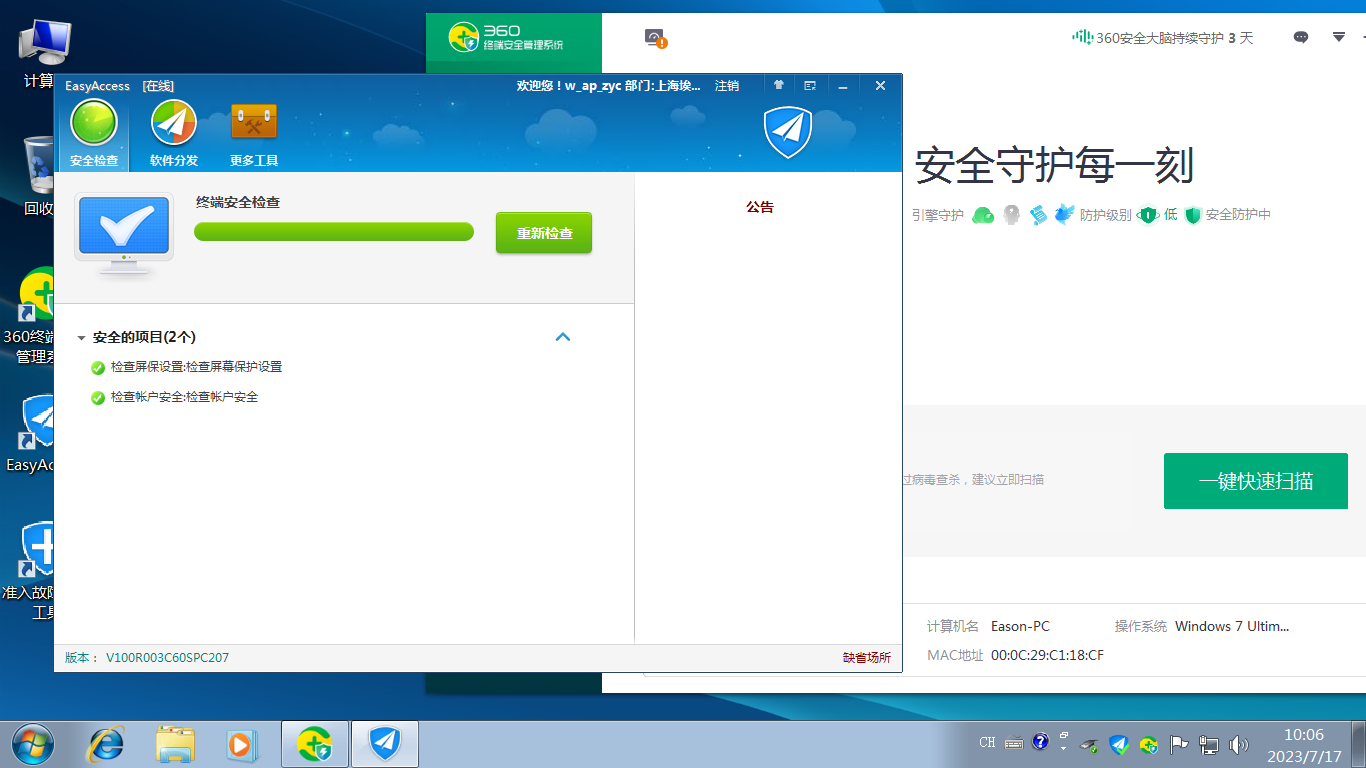 计算
回收
360终端
管理系
EasyAc
准入故障
工具
360
终端安全管理系统
360安全大脑持续守护 3 天
安全守护每一刻
引擎守护
防护级别
低
安全防护中
病毒查杀，建议立即扫描
一键快速扫描
计算机名 Eason-PC
操作系统 Windows 7 Ultim...
MAC地址 00:0C:29:C1:18:CF
EasyAccess [在线]
欢迎您！w_ap_zyc 部门:上海埃... 注销
安全检查
软件分发
更多工具
终端安全检查
重新检查
公告
安全的项目(2个)
检查屏保设置:检查屏幕保护设置
检查帐户安全:检查帐户安全
版本： V100R003C60SPC207
缺省场所
CH
10:06
2023/7/17